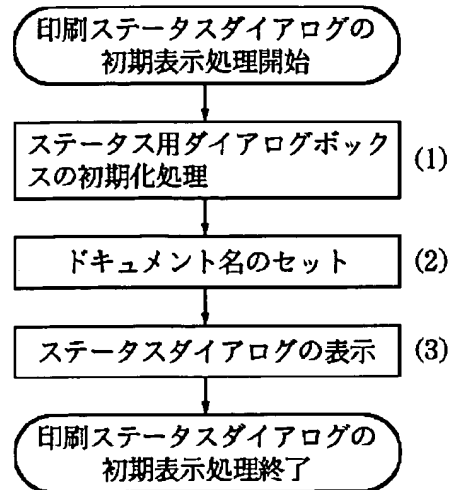 印刷ステータスダイアログの
初期表示処理開始
ステータス用ダイアログボック
スの初期化処理
(1)
ドキュメント名のセット
(2)
ステータスダイアログの表示
(3)
印刷ステータスダイアログの
初期表示処理終了